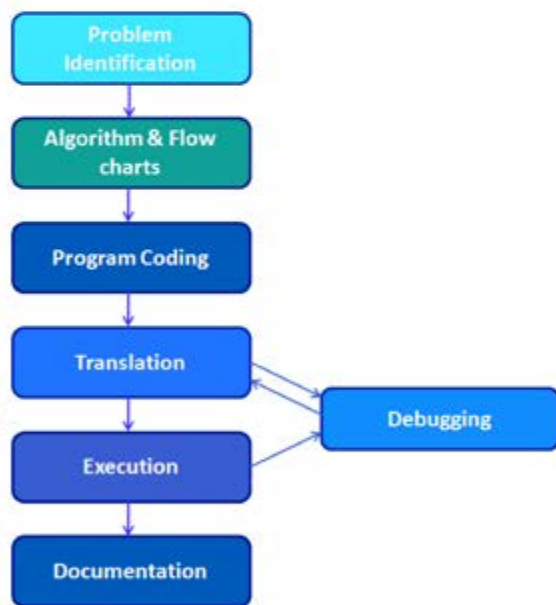 Problem
Identification
Algorithm & Flow
charts
Program Coding
Translation
Debugging
Execution
Documentation